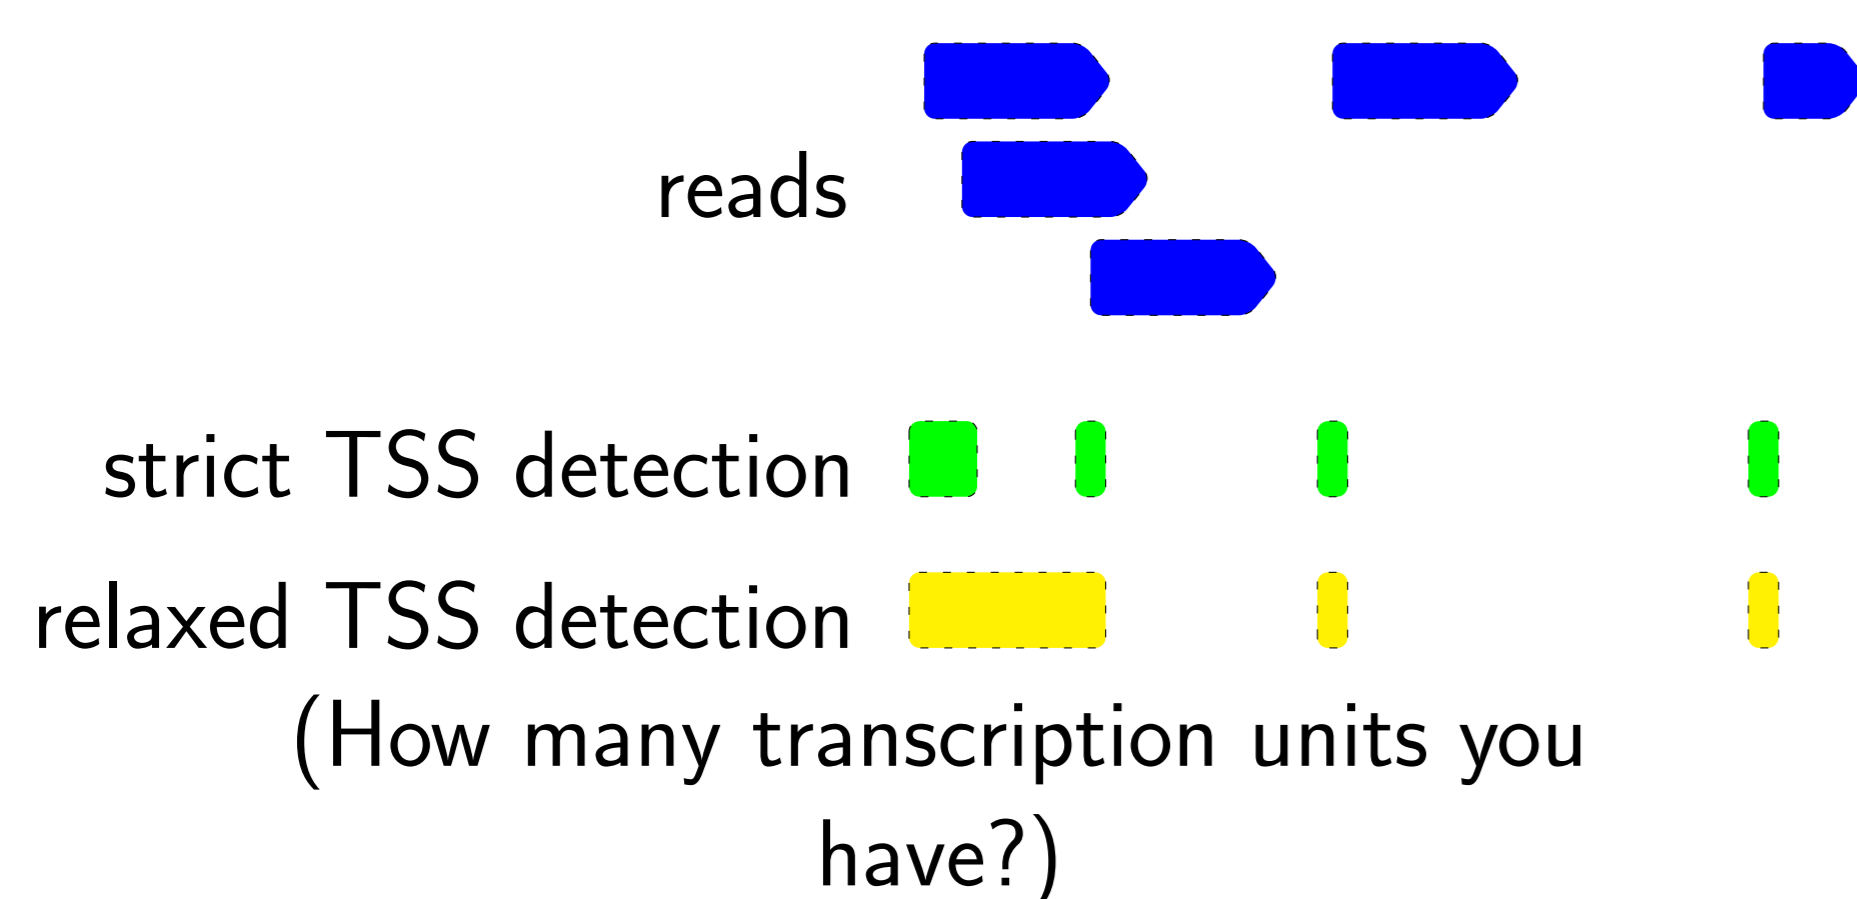 reads
strict TSS detection
relaxed TSS detection
(How many transcription units you
have?)